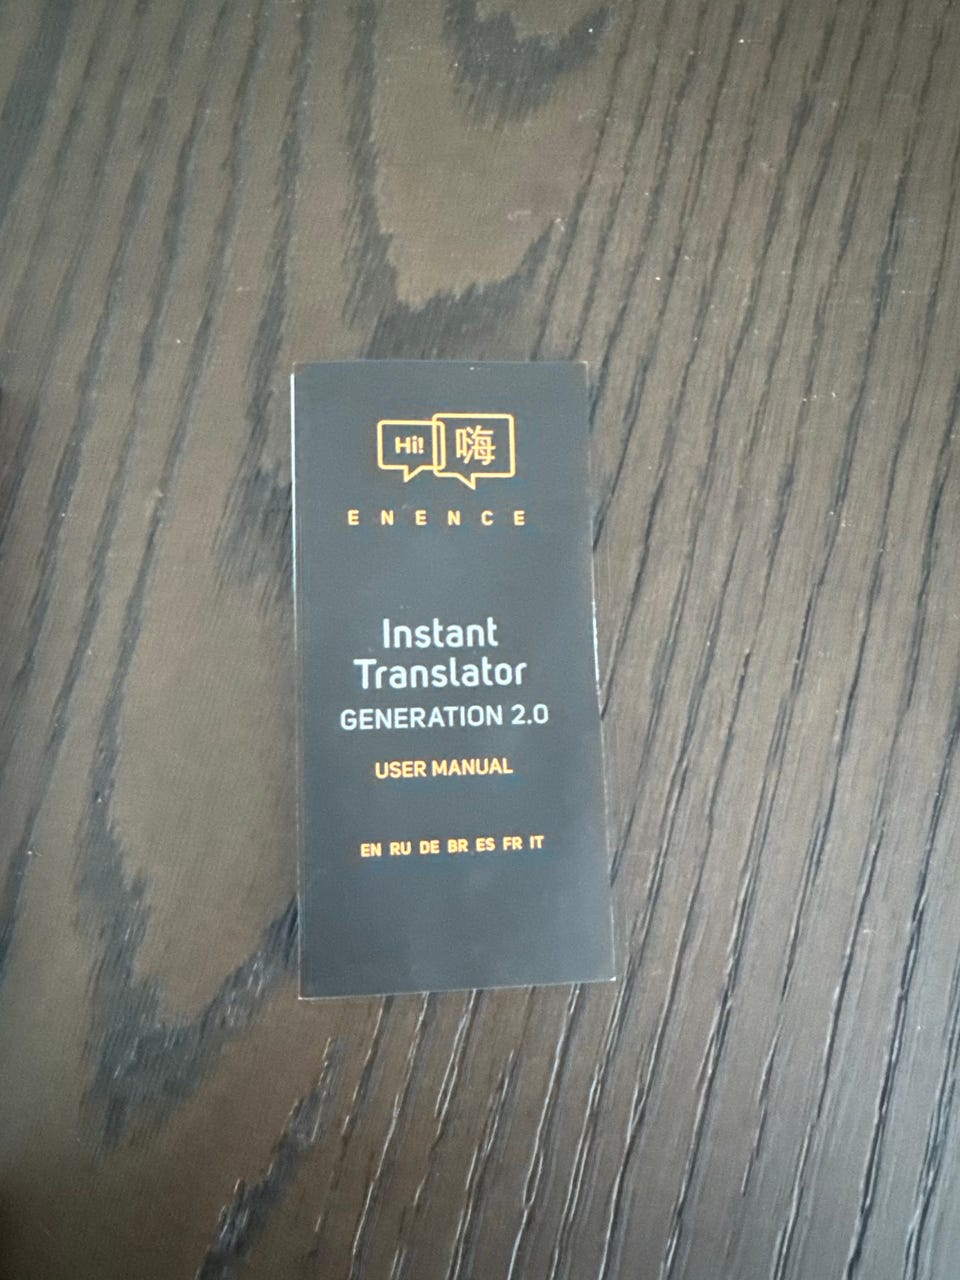 Hi! 嗨
ENENCE
Instant
Translator
GENERATION 2.0
USER MANUAL
EN RU DE BR ES FR IT